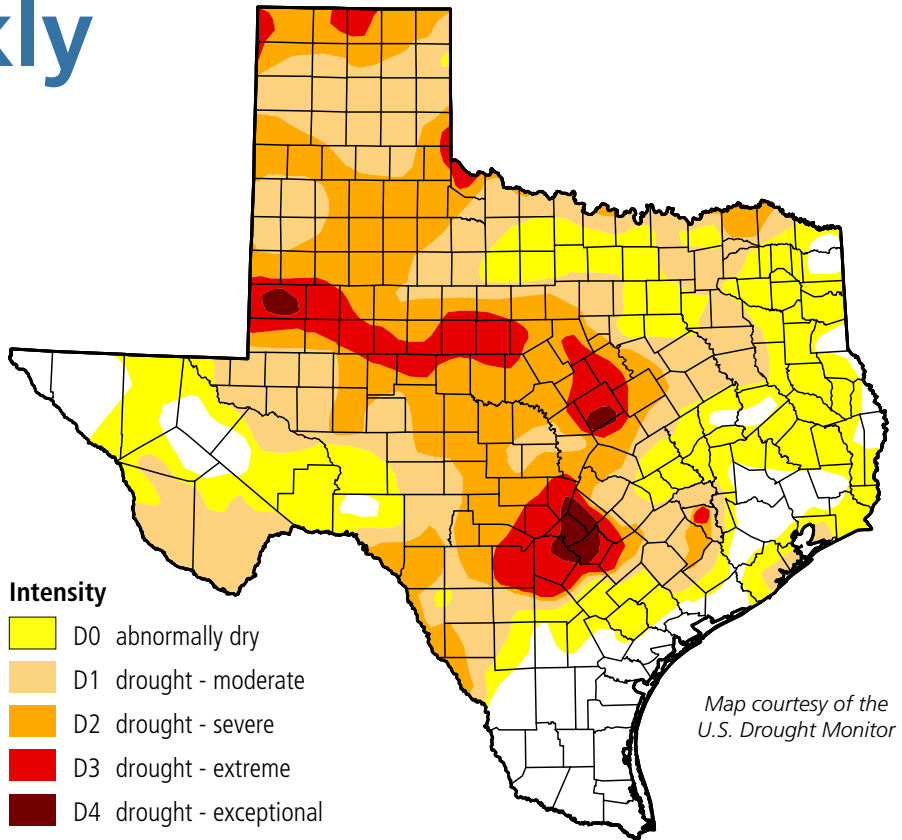 kly
Intensity
D0 abnormally dry
D1 drought - moderate
D2 drought - severe
D3 drought - extreme
D4 drought - exceptional
Map courtesy of the
U.S. Drought Monitor